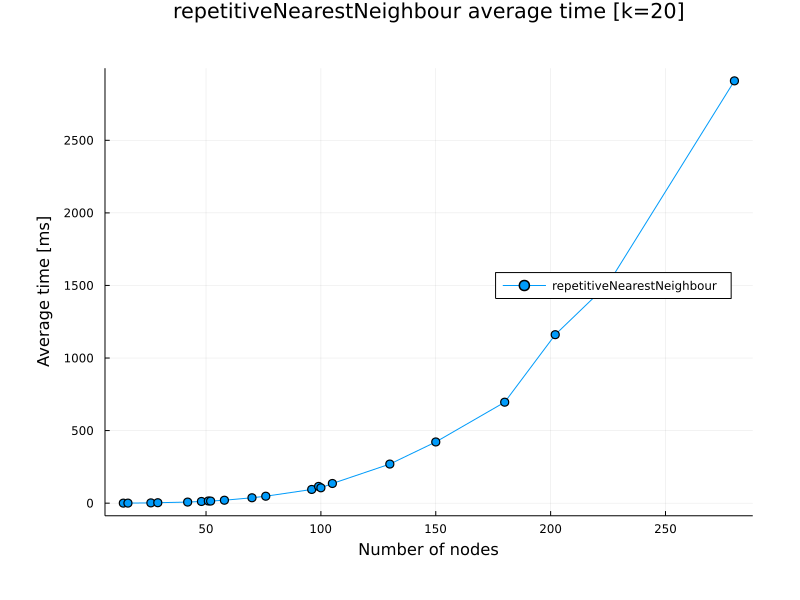 repetitiveNearestNeighbour average time [k=20]
Average time [ms]
2500
2000
1500
1000
500
0
repetitiveNearestNeighbour
50 100 150 200 250
Number of nodes